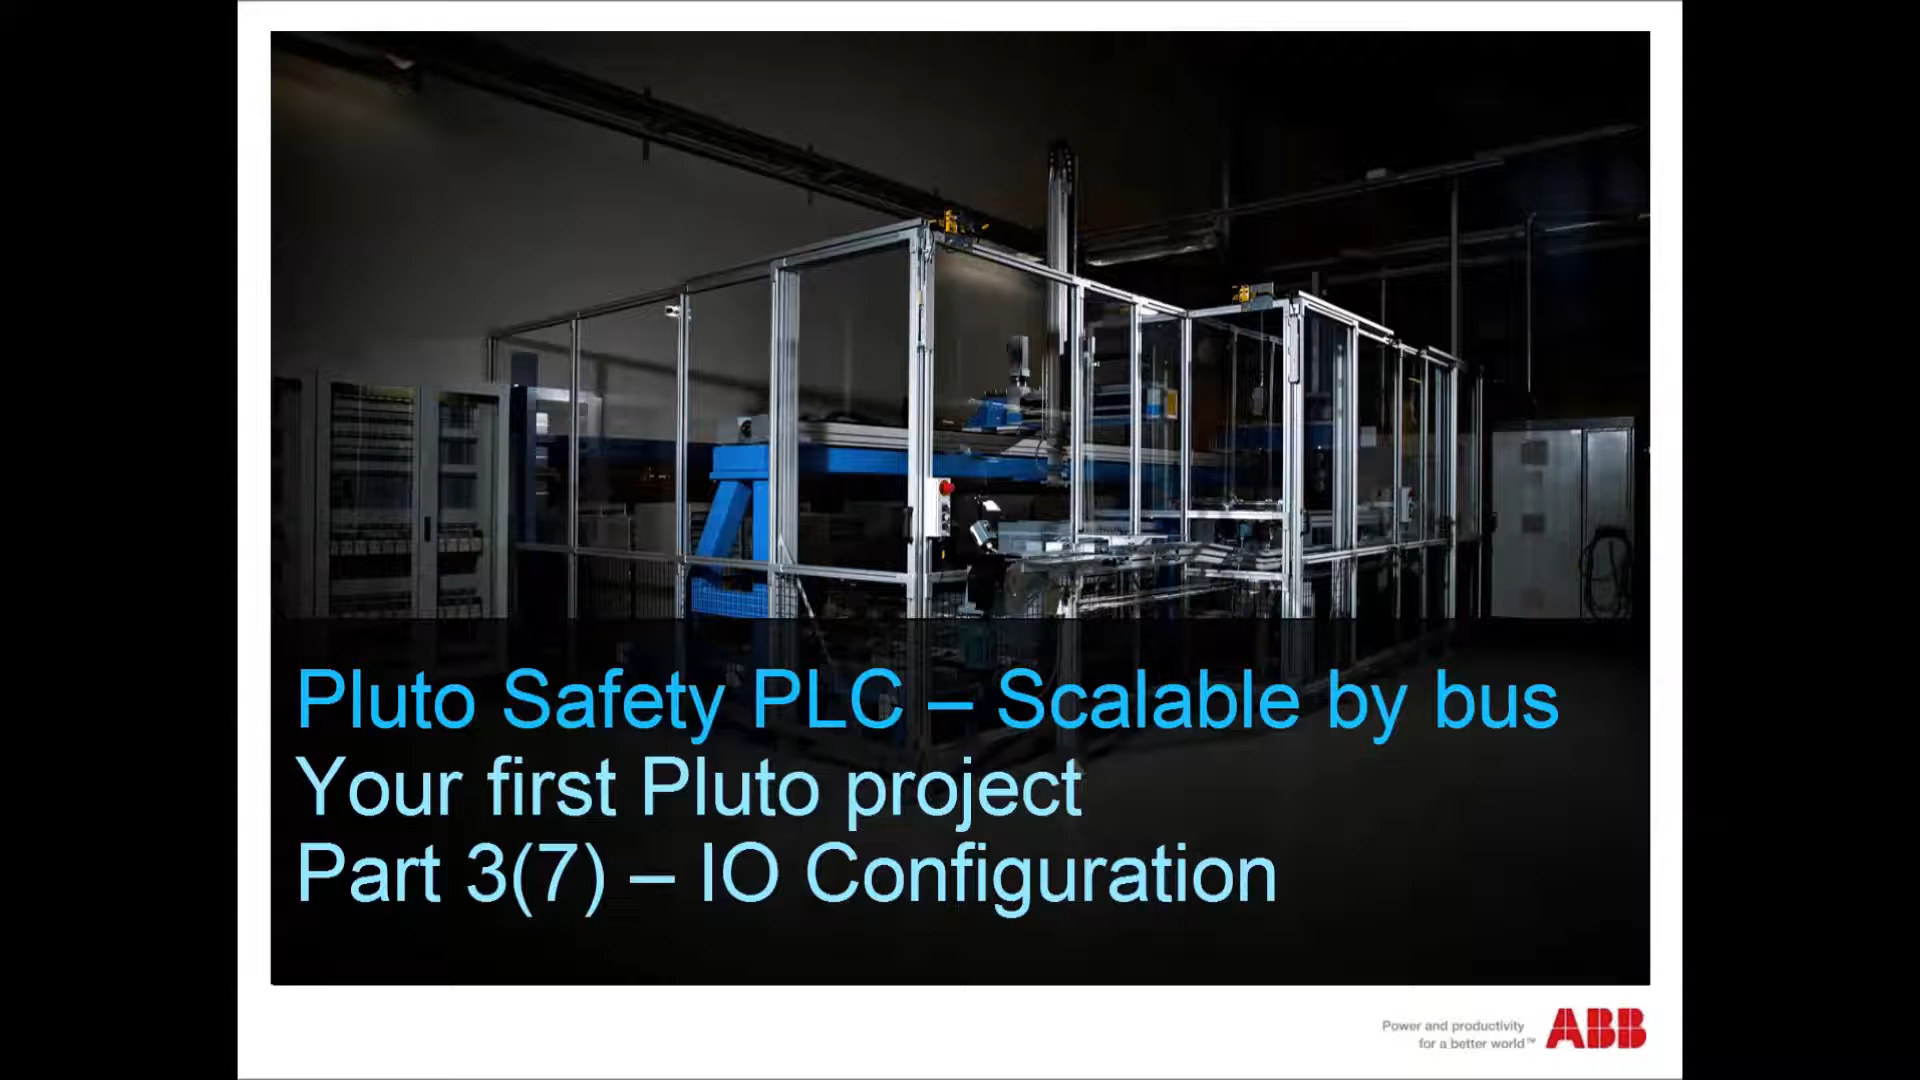 Pluto Safety PLC – Scalable by bus
Your first Pluto project
Part 3(7) – IO Configuration
Power and productivity
for a better world™
ABB